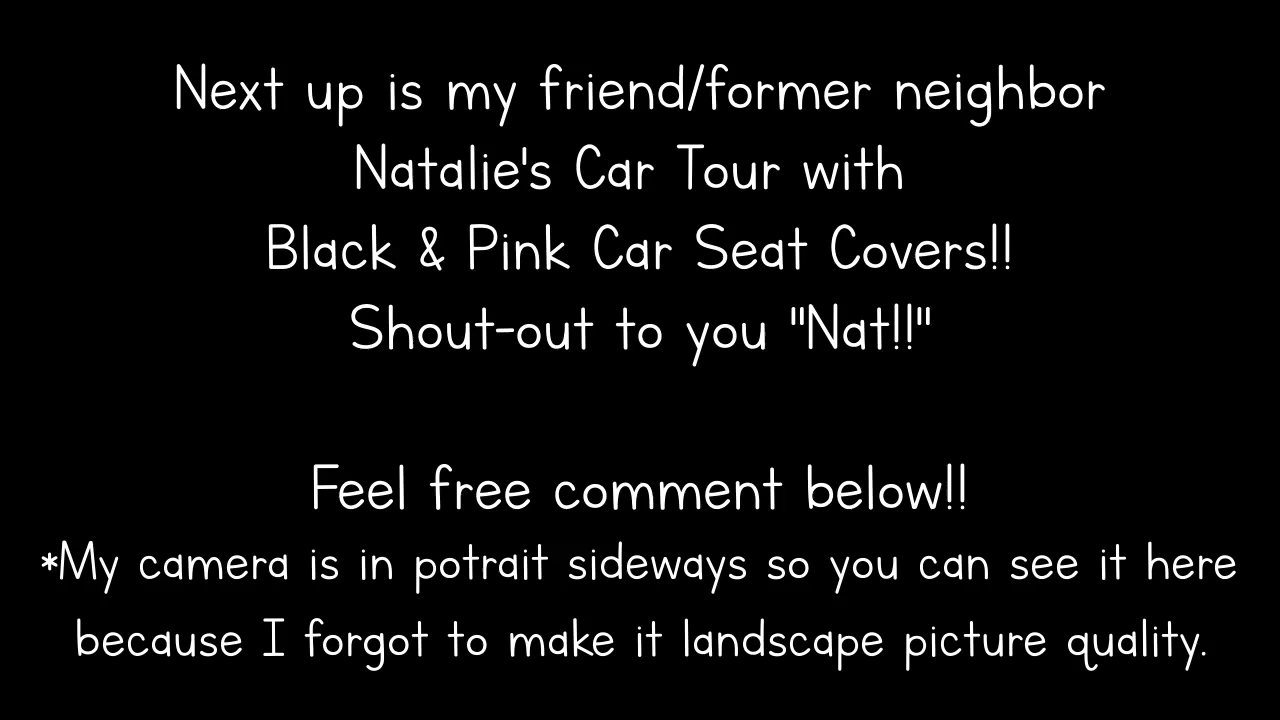 Next up is my friend/former neighbor
Natalie's Car Tour with
Black & Pink Car Seat Covers!!
Shout-out to you "Nat!!"
Feel free comment below!!
*My camera is in potrait sideways so you can see it here
because I forgot to make it landscape picture quality.